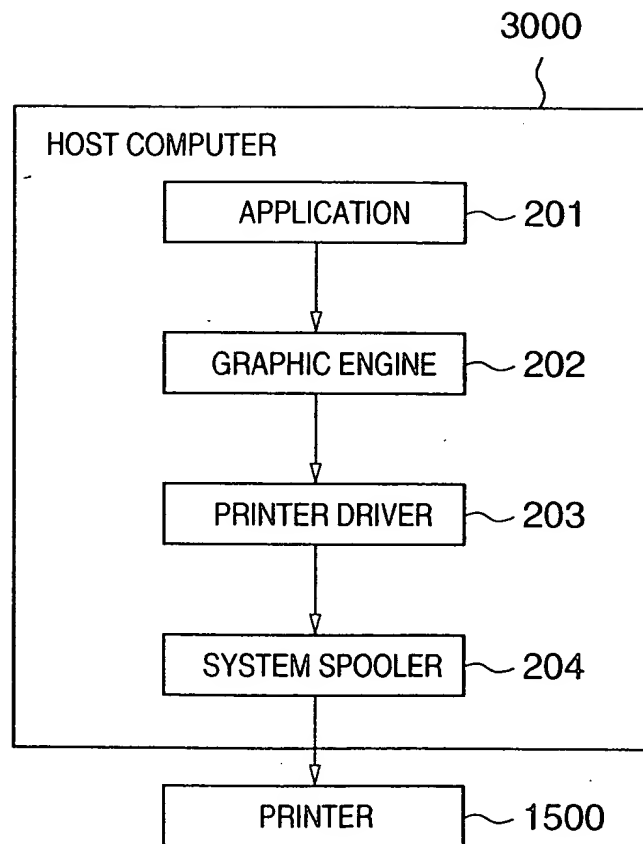 3000
HOST COMPUTER
APPLICATION 201
GRAPHIC ENGINE 202
PRINTER DRIVER 203
SYSTEM SPOOLER 204
PRINTER 1500